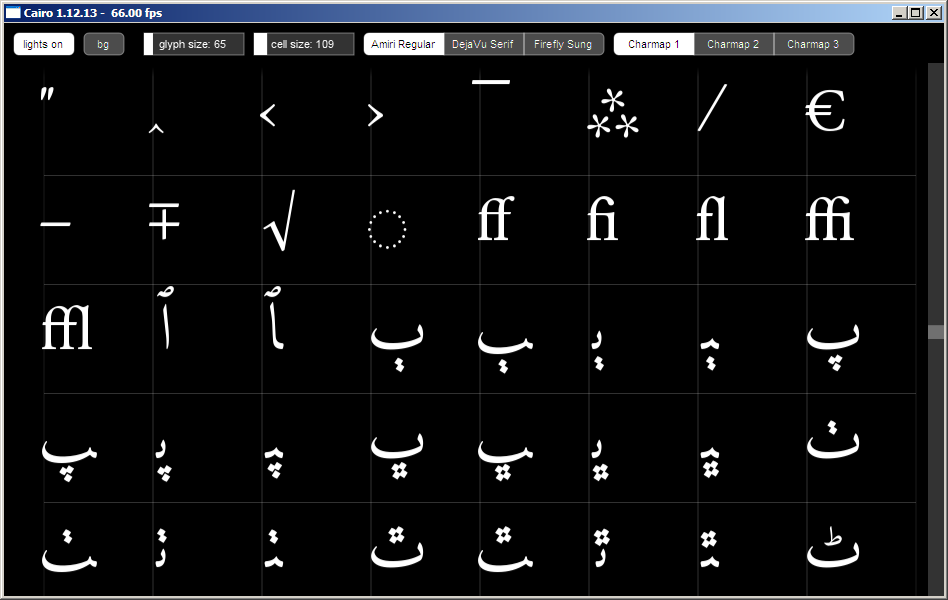 Cairo 1.12.13 - 66.00 fps
lights on bg glyph size: 65 cell size: 109 Amiri Regular DejaVu Serif Firefly Sung Charmap 1 Charmap 2 Charmap 3
″ ‸ ‹ › ‾ ⁂ ⁄ €
− ∓ √ ◌ ff fi fl ffi
ffl ﭐ ﭑ ﭒ ﭓ ﭔ ﭕ ﭖ
ﭗ ﭘ ﭙ ﭚ ﭛ ﭜ ﭝ ﭞ
ﭟ ﭠ ﭡ ﭢ ﭣ ﭤ ﭥ ﭦ